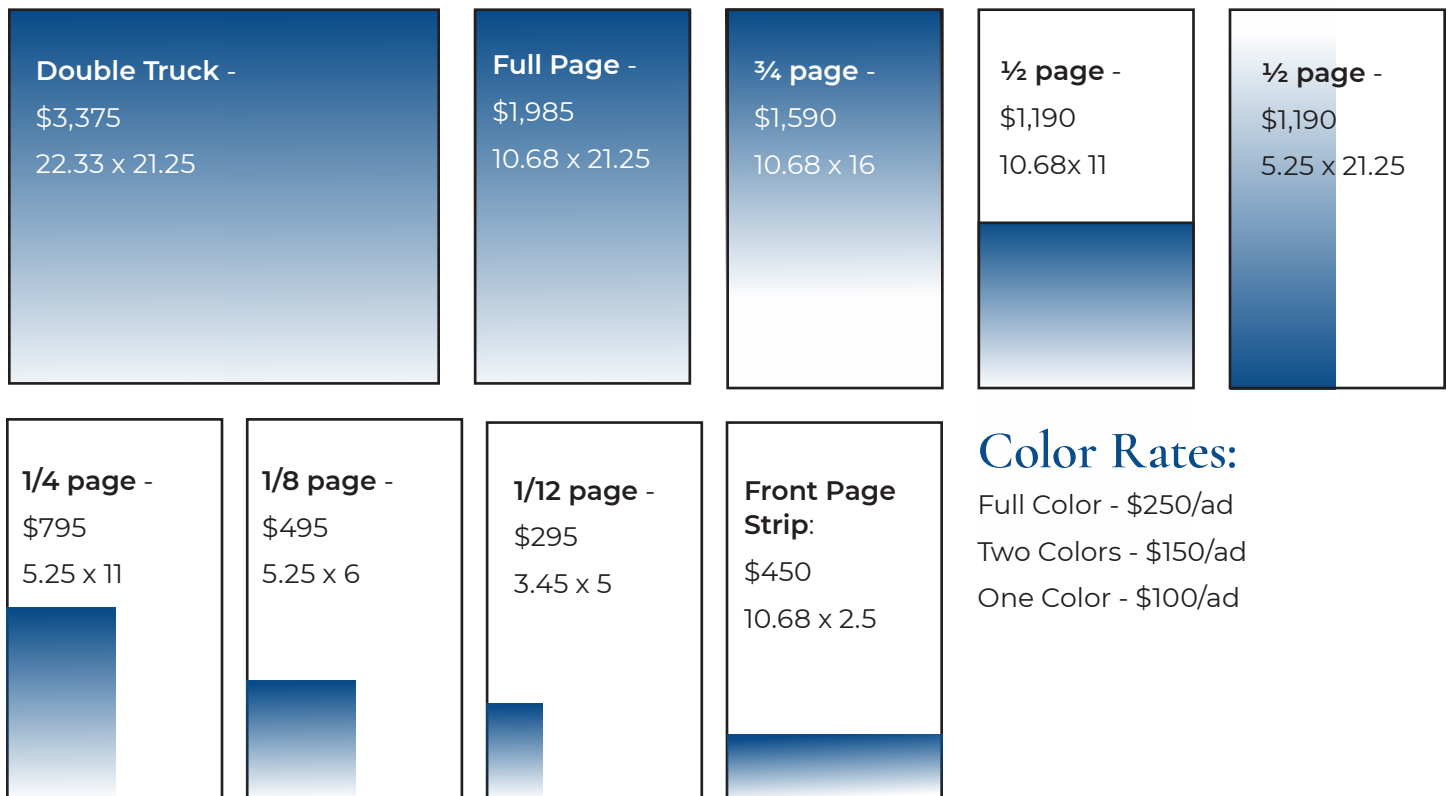 Double Truck -
$3,375
22.33 x 21.25
Full Page -
$1,985
10.68 x 21.25
¾ page -
$1,590
10.68 x 16
½ page -
$1,190
10.68x 11
½ page -
$1,190
5.25 x 21.25
1/4 page -
$795
5.25 x 11
1/8 page -
$495
5.25 x 6
1/12 page -
$295
3.45 x 5
Front Page
Strip:
$450
10.68 x 2.5
Color Rates:
Full Color - $250/ad
Two Colors - $150/ad
One Color - $100/ad